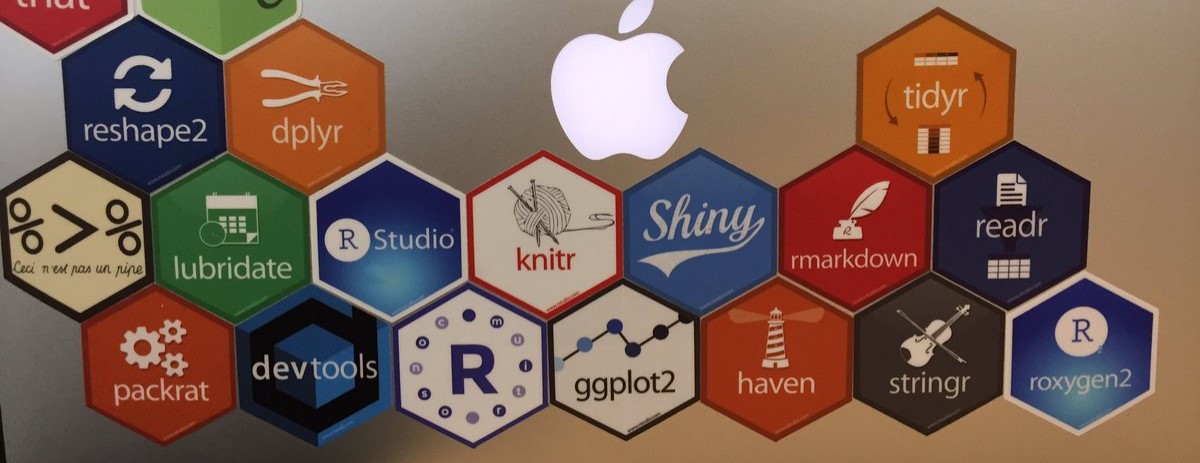 that
tidyr
reshape2
dplyr
% > %
Ceci n'est pas un pipe
lubridate
R Studio
knitr
Shiny
rmarkdown
readr
packrat
devtools
R
consortium
ggplot2
haven
stringr
R
roxygen2